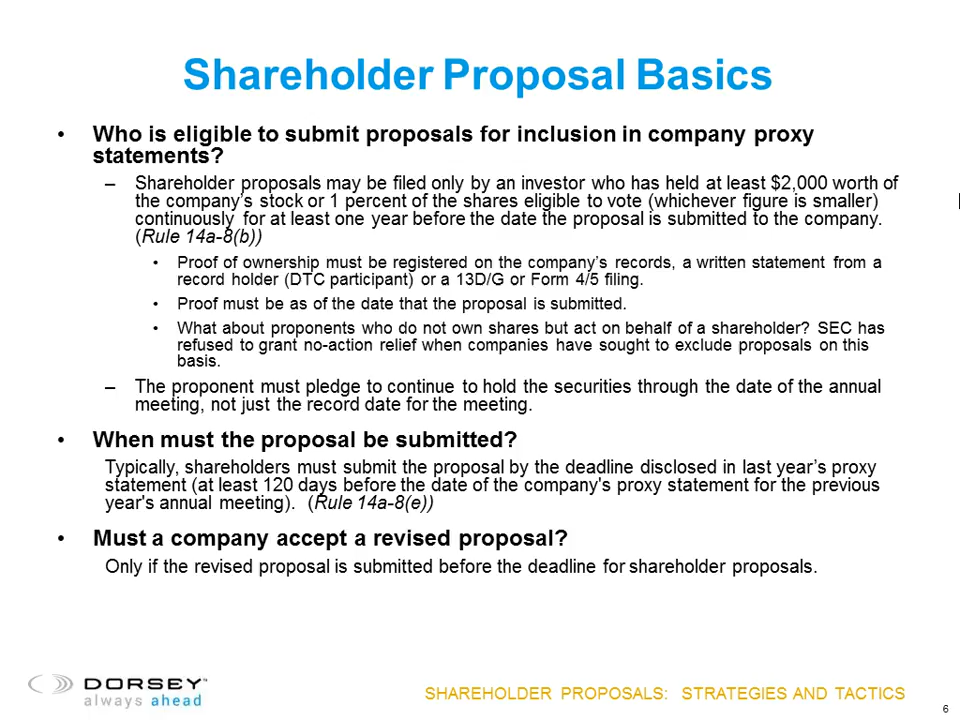 Shareholder Proposal Basics
• Who is eligible to submit proposals for inclusion in company proxy
statements?
– Shareholder proposals may be filed only by an investor who has held at least $2,000 worth of
the company’s stock or 1 percent of the shares eligible to vote (whichever figure is smaller)
continuously for at least one year before the date the proposal is submitted to the company.
(Rule 14a-8(b))
• Proof of ownership must be registered on the company’s records, a written statement from a
record holder (DTC participant) or a 13D/G or Form 4/5 filing.
• Proof must be as of the date that the proposal is submitted.
• What about proponents who do not own shares but act on behalf of a shareholder? SEC has
refused to grant no-action relief when companies have sought to exclude proposals on this
basis.
– The proponent must pledge to continue to hold the securities through the date of the annual
meeting, not just the record date for the meeting.
• When must the proposal be submitted?
Typically, shareholders must submit the proposal by the deadline disclosed in last year’s proxy
statement (at least 120 days before the date of the company's proxy statement for the previous
year's annual meeting). (Rule 14a-8(e))
• Must a company accept a revised proposal?
Only if the revised proposal is submitted before the deadline for shareholder proposals.
DORSEY™
always ahead
SHAREHOLDER PROPOSALS: STRATEGIES AND TACTICS
6